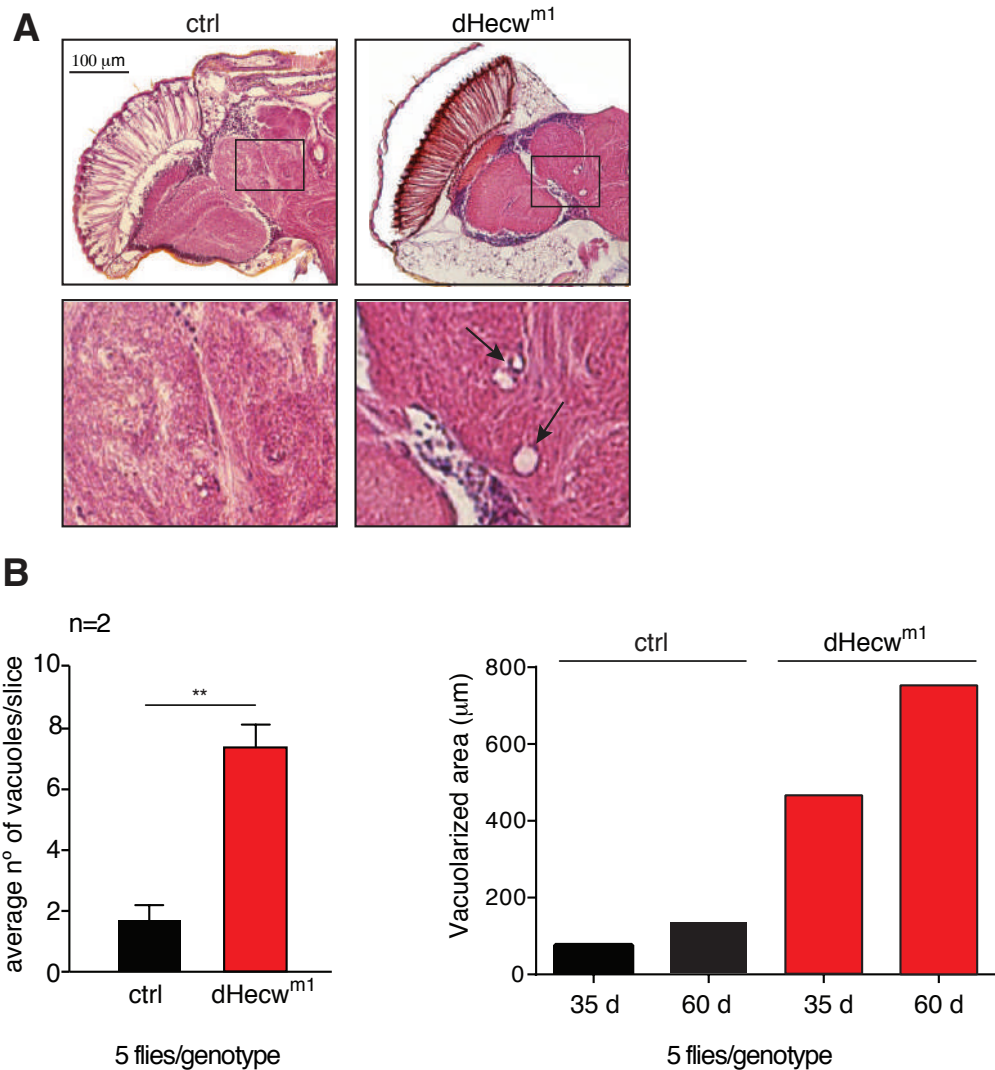 A
ctrl
dHecw^m1
100 µm
B
n=2
average nº of vacuoles/slice
10
8
6
4
2
0
**
ctrl
dHecw^m1
5 flies/genotype
Vacuolarized area (µm)
800
600
400
200
0
ctrl
dHecw^m1
35 d
60 d
35 d
60 d
5 flies/genotype